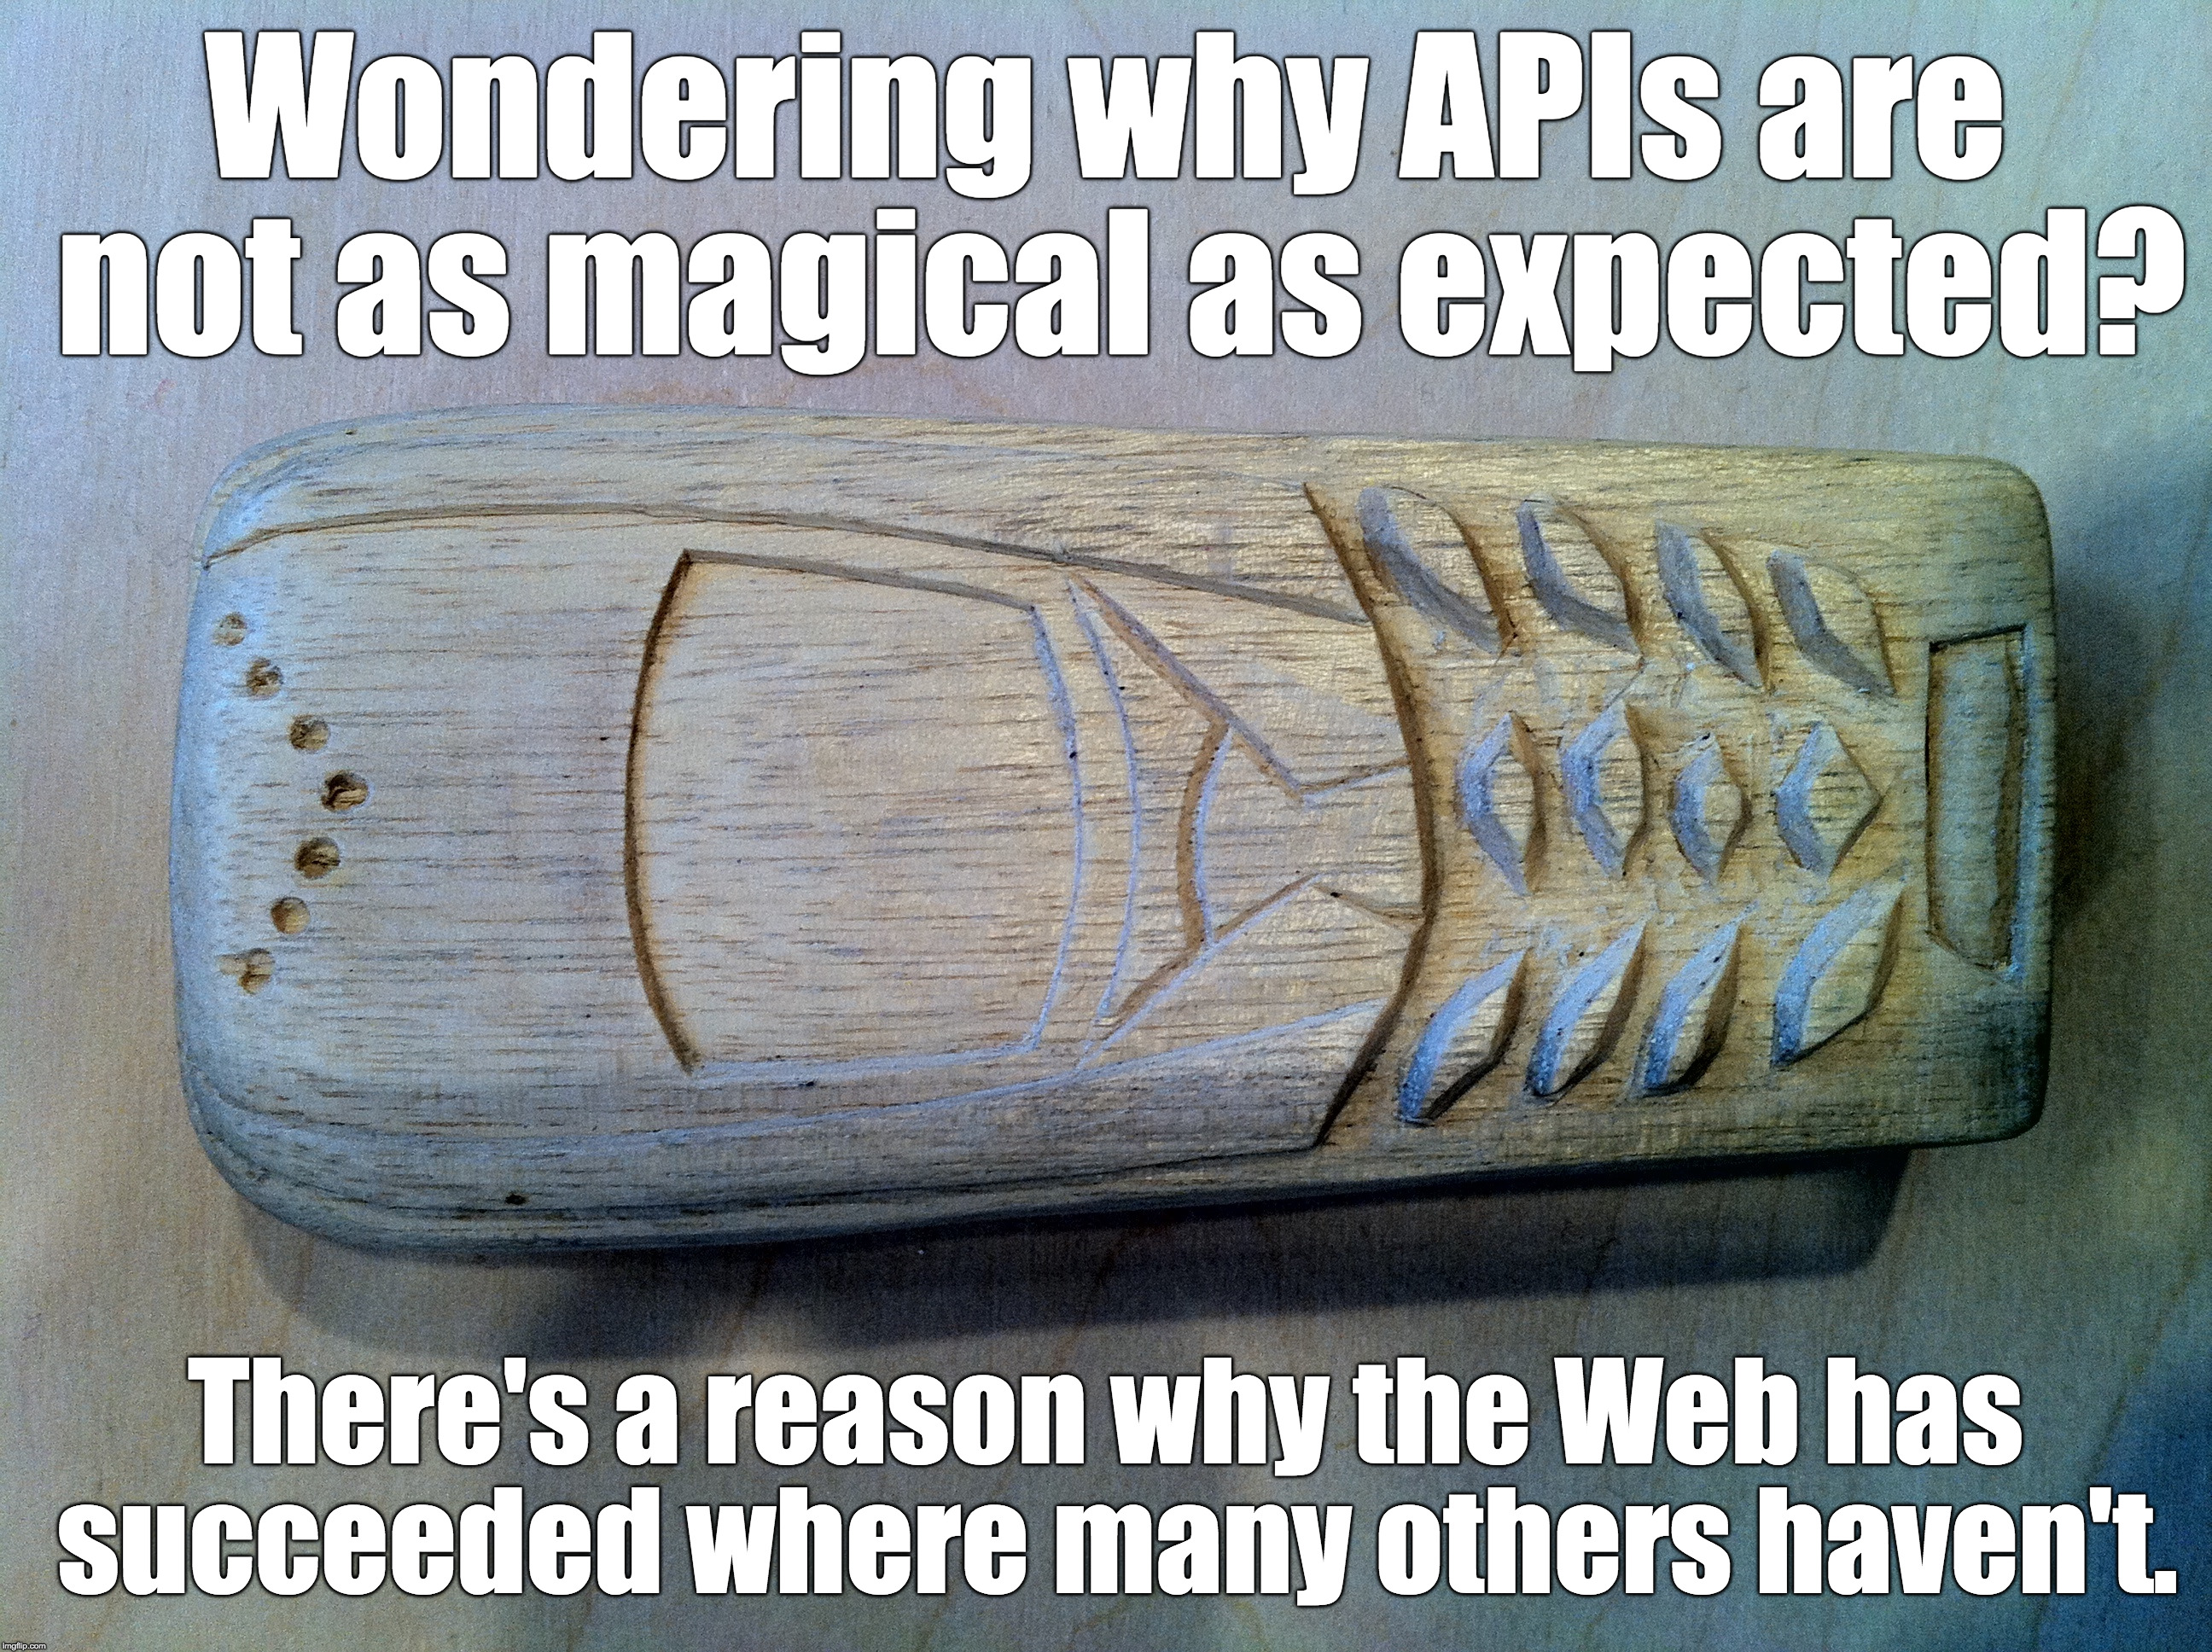 Wondering why APIs are
not as magical as expected?
There's a reason why the Web has
succeeded where many others haven't.
imgflip.com